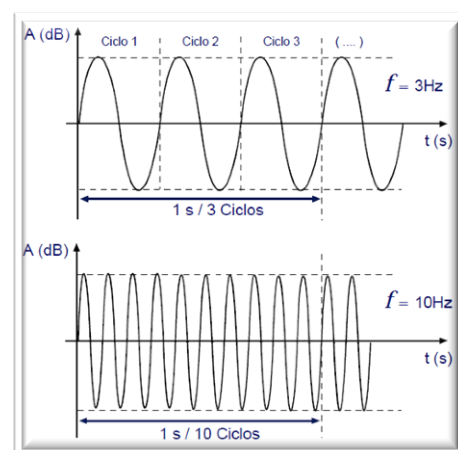 A (dB)
Ciclo 1
Ciclo 2
Ciclo 3
( .... )
f = 3Hz
t (s)
1 s / 3 Ciclos
A (dB)
f = 10Hz
t (s)
1 s / 10 Ciclos